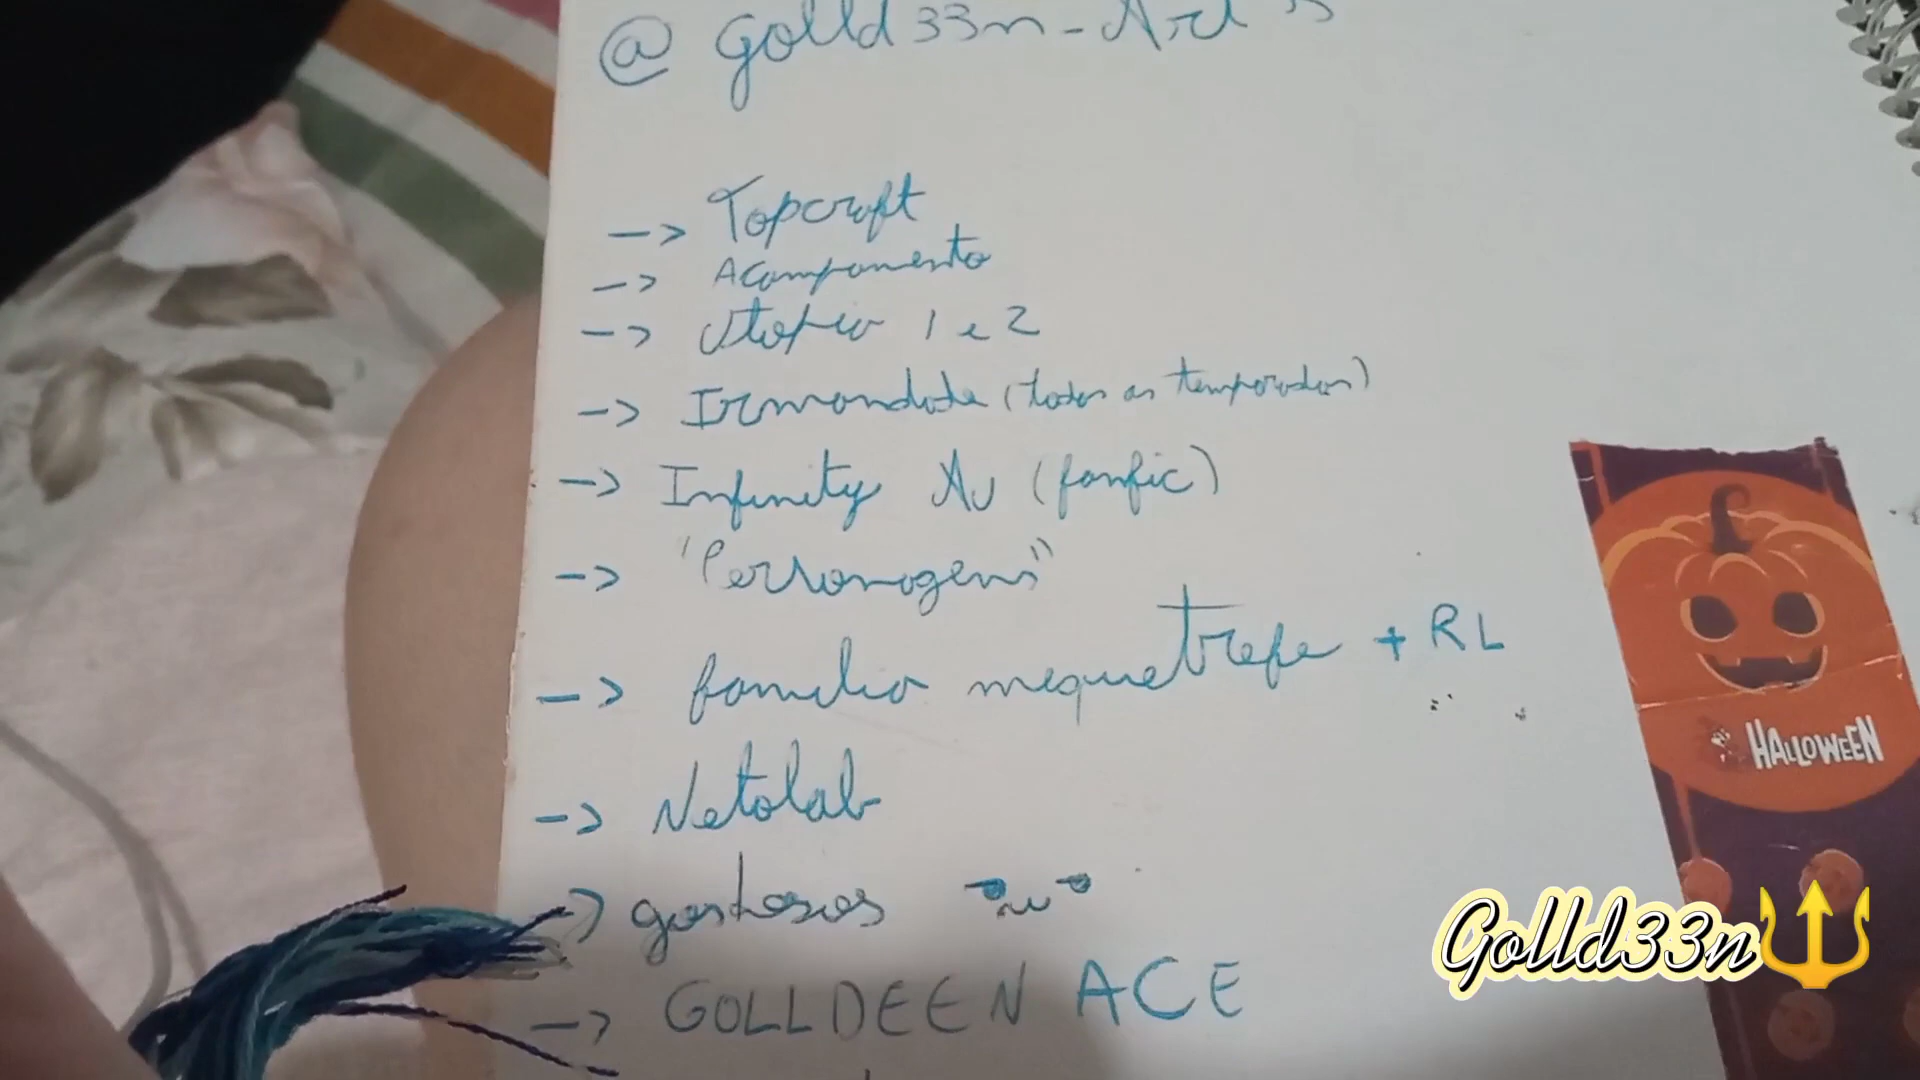 @ Golld33n-Art's
-> Topcraft
-> Acampamento
-> Utopia 1 e 2
-> Irmandade (todas as temporadas)
-> Infinity AU (fanfic)
-> "Personagens"
-> familia mequetrefe + RL
-> Netolab
-> gostosos
-> GOLLDEEN ACE
HALLOWEEN
Golld33n🔱